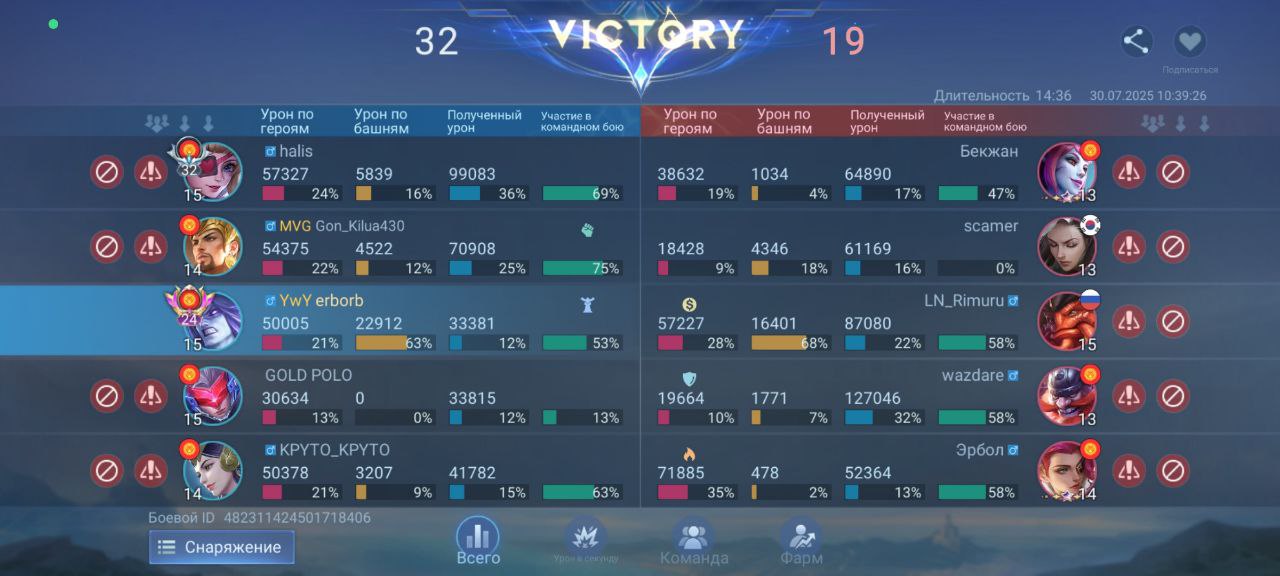 32 VICTORY 19
Подписаться
Длительность 14:36 30.07.2025 10:39:26
Урон по героям Урон по башням Полученный урон Участие в командном бою Урон по героям Урон по башням Полученный урон Участие в командном бою
halis Бекжан
32 57327 5839 99083 38632 1034 64890
15 24% 16% 36% 69% 19% 4% 17% 47% 13
MVG Gon_Kilua430 scamer
54375 4522 70908 18428 4346 61169
14 22% 12% 25% 75% 9% 18% 16% 0% 13
YwY erborb LN_Rimuru
24 50005 22912 33381 57227 16401 87080
15 21% 63% 12% 53% 28% 68% 22% 58% 15
GOLD POLO wazdare
30634 0 33815 19664 1771 127046
15 13% 0% 12% 13% 10% 7% 32% 58% 13
KPYTO_KPYTO Эрбол
50378 3207 41782 71885 478 52364
14 21% 9% 15% 63% 35% 2% 13% 58% 14
Боевой ID 482311424501718406
Снаряжение
Всего Урон в секунду Команда Фарм